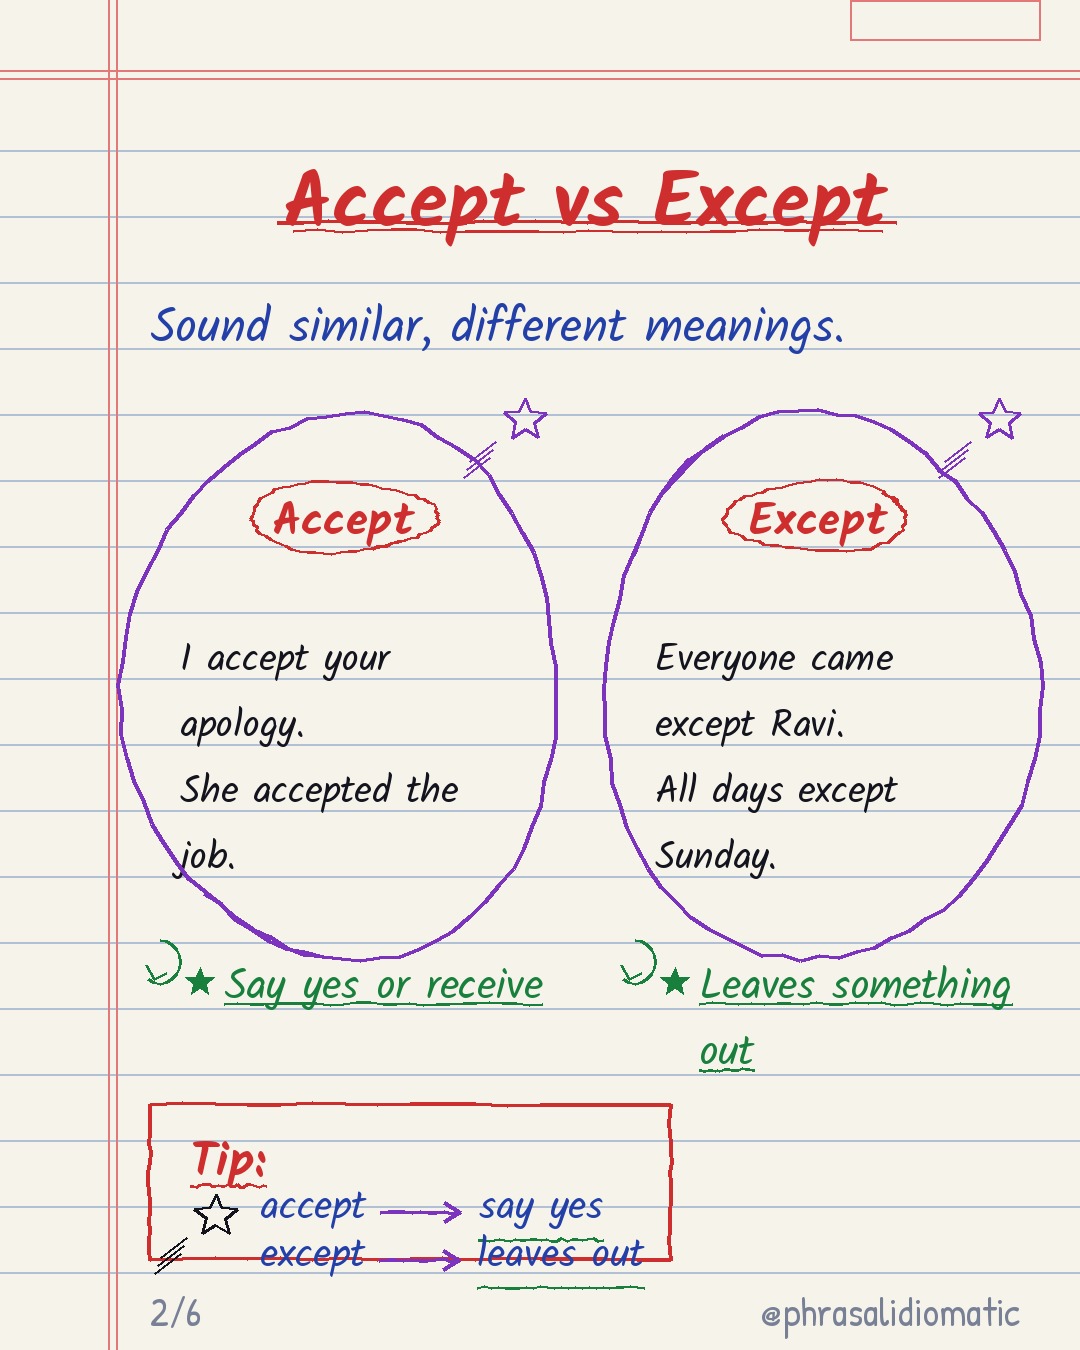 Accept vs Except
Sound similar, different meanings.
Accept
I accept your
apology.
She accepted the
job.
Say yes or receive
Except
Everyone came
except Ravi.
All days except
Sunday.
Leaves something
out
Tip:
accept → say yes
except → leaves out
2/6
@phrasalidiomatic